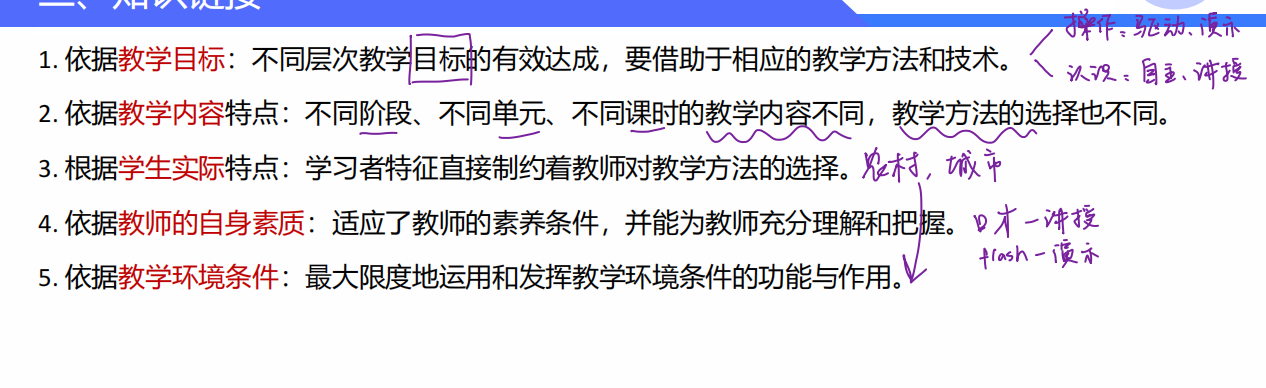 二、知识链接
1. 依据教学目标：不同层次教学目标的有效达成，要借助于相应的教学方法和技术。
操作：驱动、演示
认识：自主、讲授
2. 依据教学内容特点：不同阶段、不同单元、不同课时的教学内容不同，教学方法的选择也不同。
3. 根据学生实际特点：学习者特征直接制约着教师对教学方法的选择。农村，城市
4. 依据教师的自身素质：适应了教师的素养条件，并能为教师充分理解和把握。口才—讲授
flash—演示
5. 依据教学环境条件：最大限度地运用和发挥教学环境条件的功能与作用。